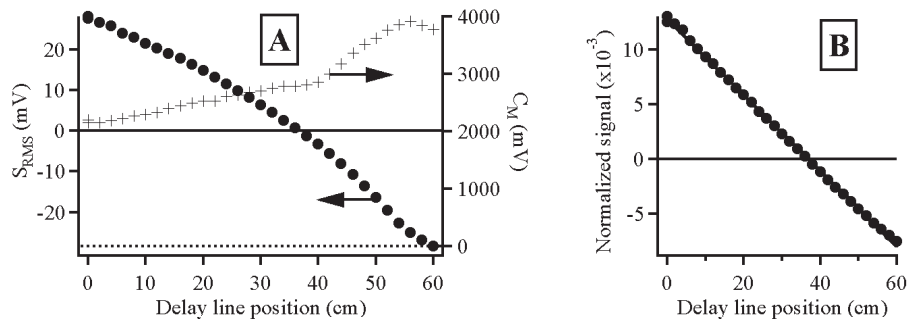 A
20
10
0
-10
-20
S_RMS (mV)
4000
3000
2000
1000
0
C_M (mV)
0 10 20 30 40 50 60
Delay line position (cm)
B
10
5
0
-5
Normalized signal (x10⁻³)
0 20 40 60
Delay line position (cm)